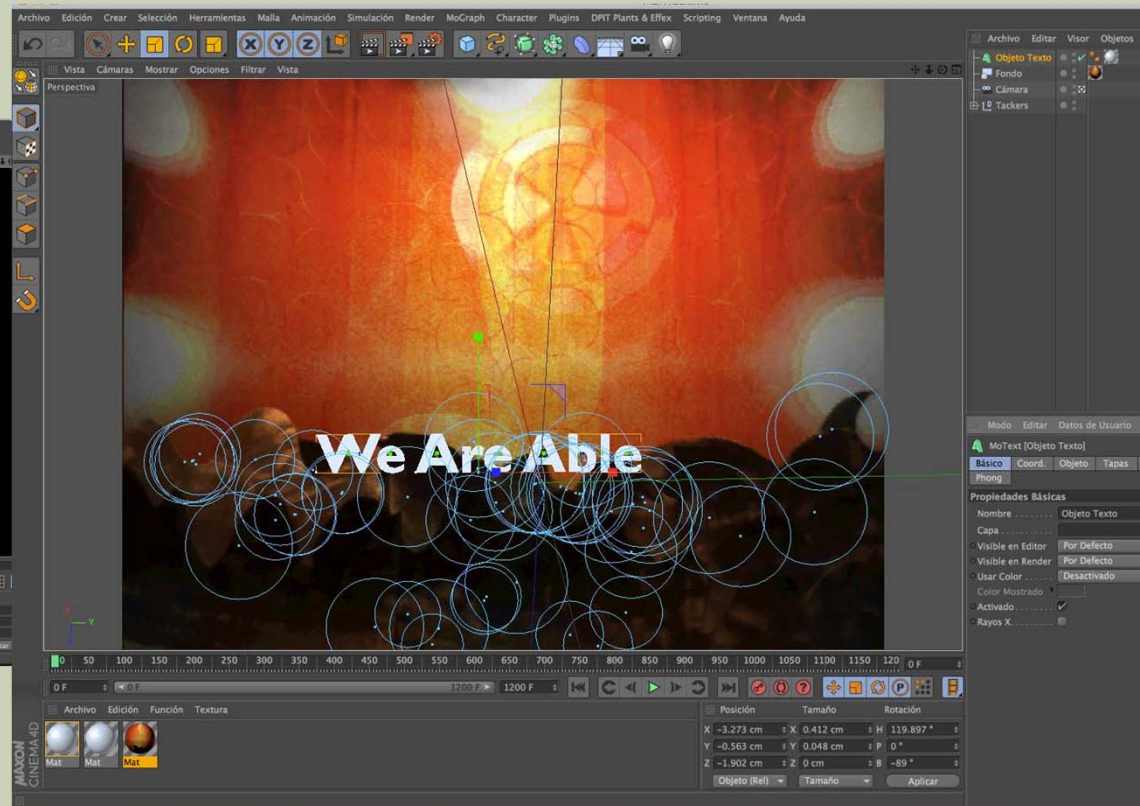 Archivo Edición Crear Selección Herramientas Malla Animación Simulación Render MoGraph Character Plugins DPIT Plants & Effex Scripting Ventana Ayuda
Archivo Editar Visor Objetos
Vista Cámaras Mostrar Opciones Filtrar Vista
Perspectiva
Objeto Texto
Fondo
Cámara
Tackers
We Are Able
Y
Modo Editar Datos de Usuario
MoText [Objeto Texto]
Básico Coord. Objeto Tapas
Phong
Propiedades Básicas
Nombre Objeto Texto
Capa
Visible en Editor Por Defecto
Visible en Render Por Defecto
Usar Color Desactivado
Color Mostrado
Activado
Rayos X
0 50 100 150 200 250 300 350 400 450 500 550 600 650 700 750 800 850 900 950 1000 1050 1100 1150 120 0 F
0 F 0 F 1200 F 1200 F
Archivo Edición Función Textura
Mat Mat Mat
Posición Tamaño Rotación
X -3.273 cm X 0.412 cm H 119.897 °
Y -0.563 cm Y 0.048 cm P 0 °
Z -1.902 cm Z 0 cm B -89 °
Objeto (Rel) Tamaño Aplicar
MAXON
CINEMA4D